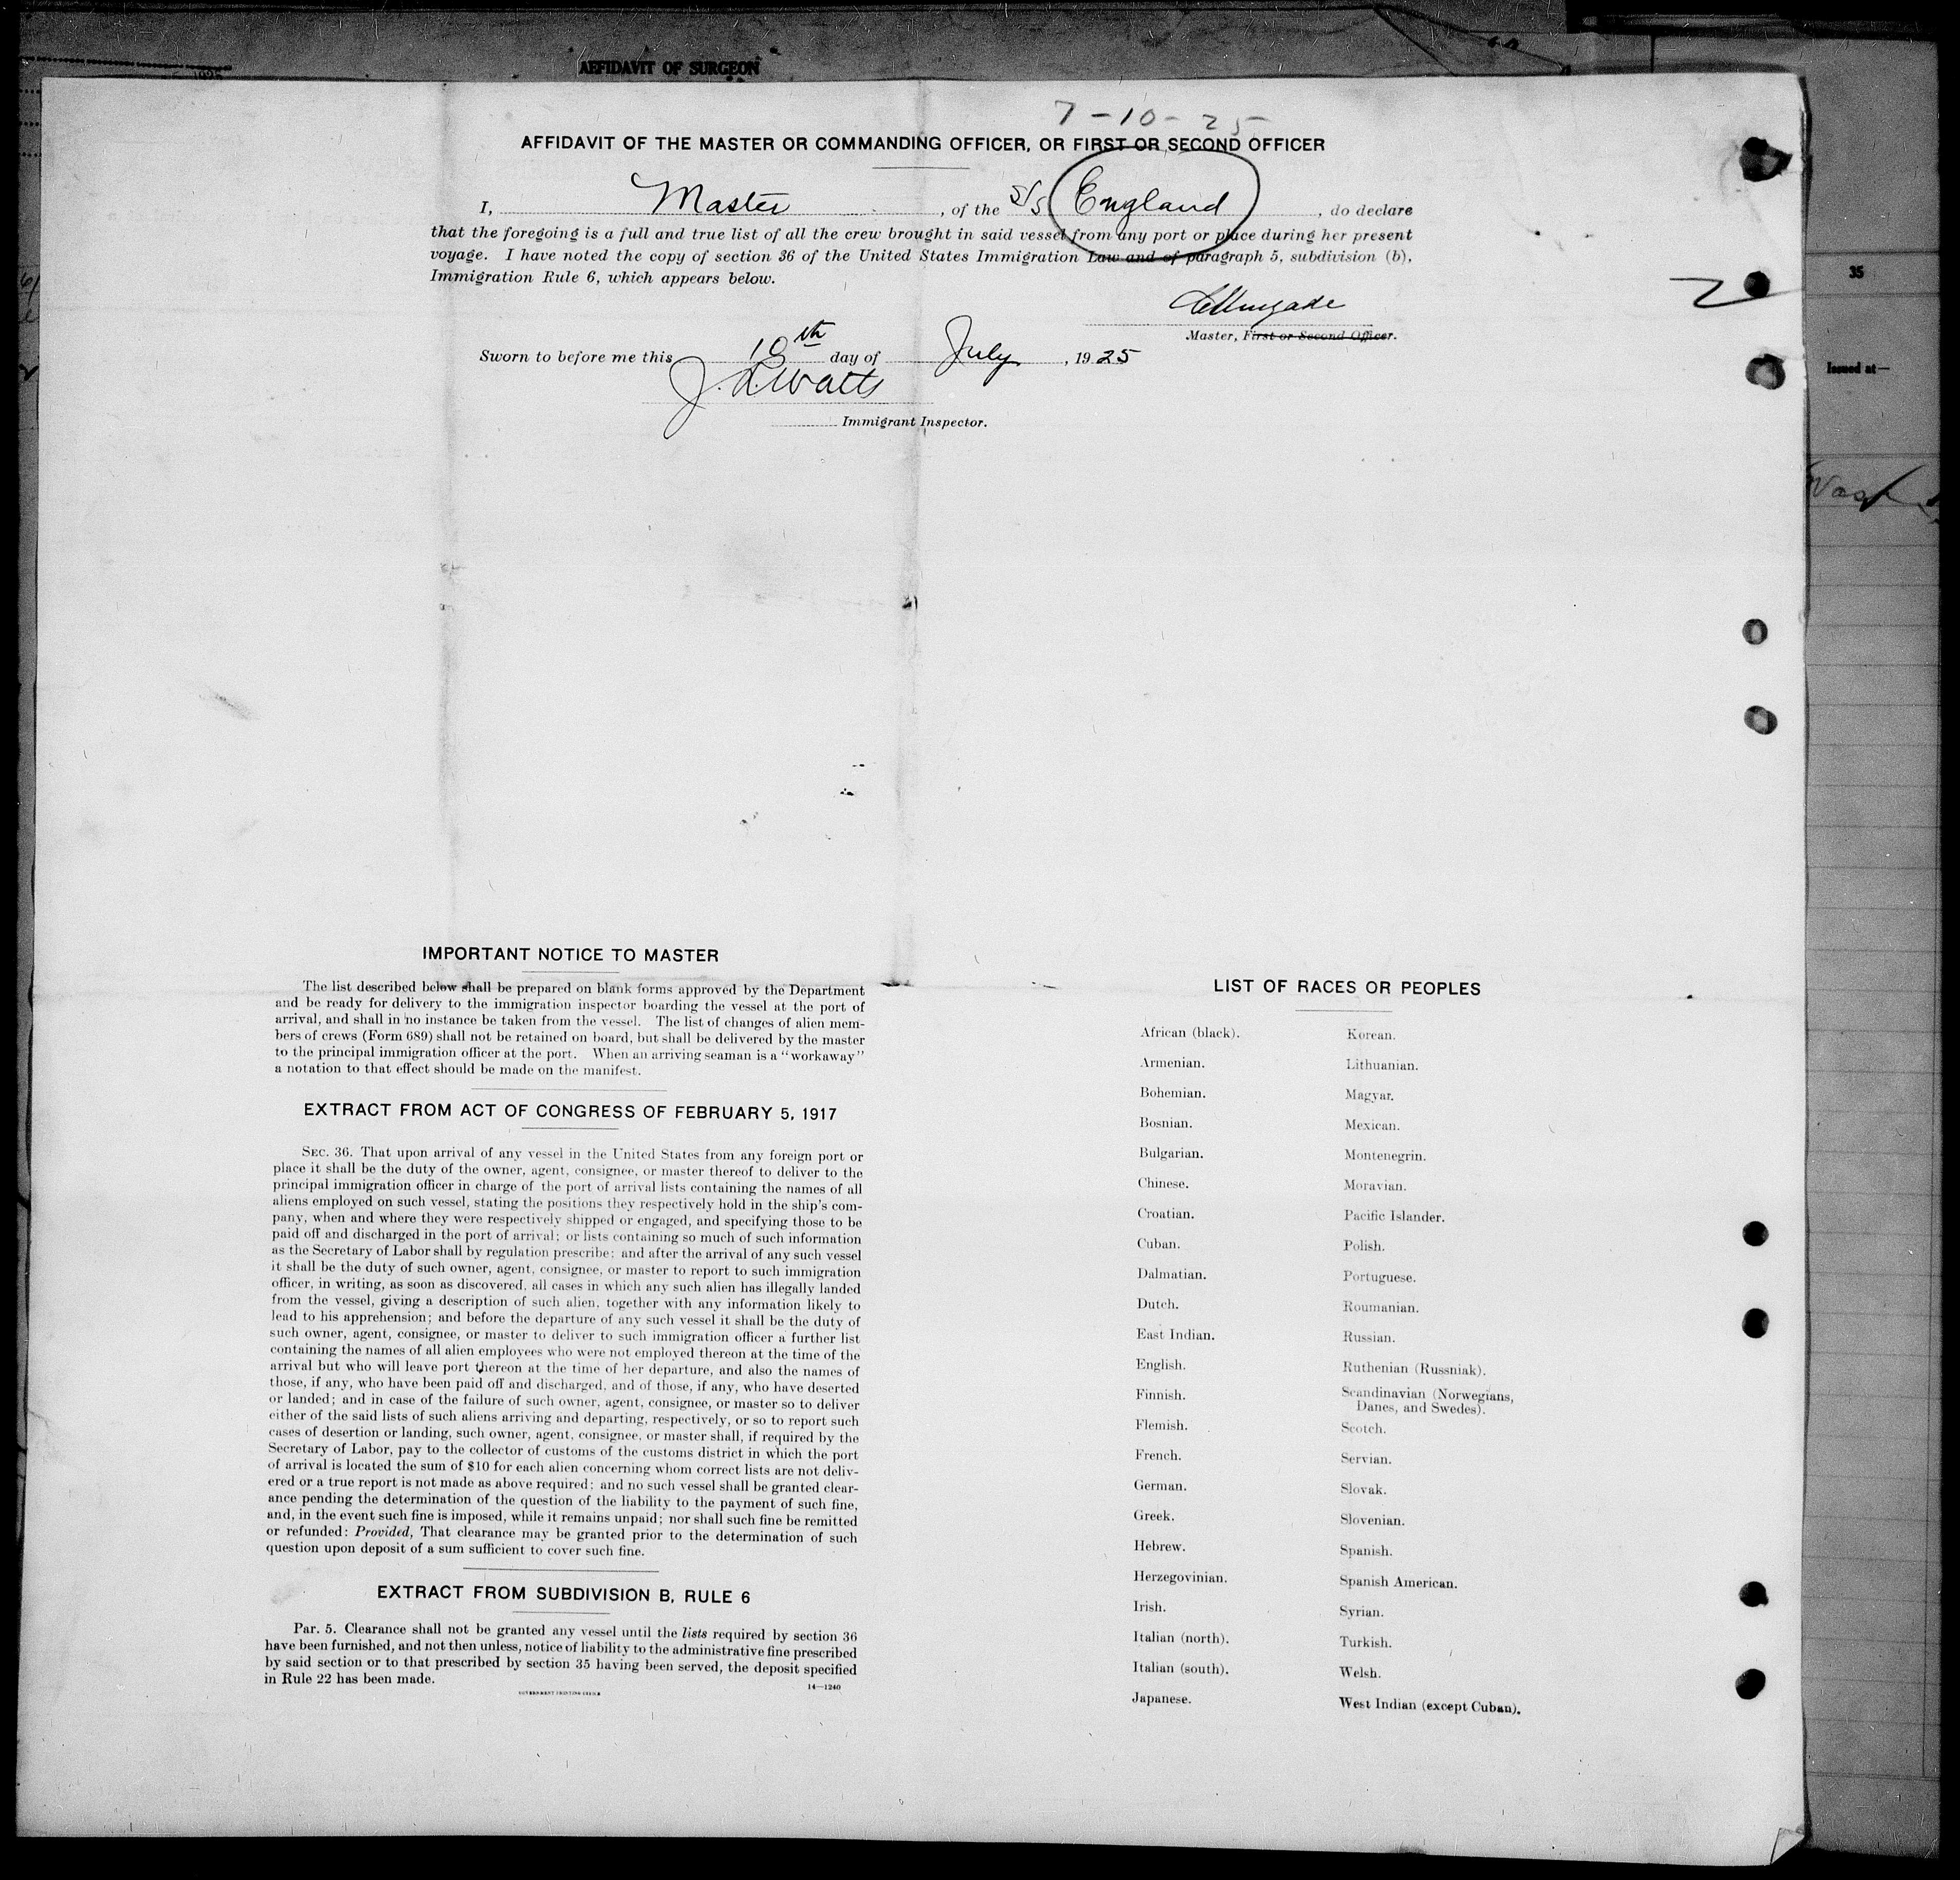 AFFIDAVIT OF SURGEON
7-10-25
AFFIDAVIT OF THE MASTER OR COMMANDING OFFICER, OR FIRST OR SECOND OFFICER
I, Master, of the S/S England, do declare
that the foregoing is a full and true list of all the crew brought in said vessel from any port or place during her present
voyage. I have noted the copy of section 36 of the United States Immigration Law and of paragraph 5, subdivision (b),
Immigration Rule 6, which appears below.
Master, First or Second Officer.
Sworn to before me this 10th day of July, 1925
J. L. Watts
Immigrant Inspector.
35
Issued at—
IMPORTANT NOTICE TO MASTER
The list described below shall be prepared on blank forms approved by the Department
and be ready for delivery to the immigration inspector boarding the vessel at the port of
arrival, and shall in no instance be taken from the vessel. The list of changes of alien mem-
bers of crews (Form 689) shall not be retained on board, but shall be delivered by the master
to the principal immigration officer at the port. When an arriving seaman is a "workaway"
a notation to that effect should be made on the manifest.
EXTRACT FROM ACT OF CONGRESS OF FEBRUARY 5, 1917
SEC. 36. That upon arrival of any vessel in the United States from any foreign port or
place it shall be the duty of the owner, agent, consignee, or master thereof to deliver to the
principal immigration officer in charge of the port of arrival lists containing the names of all
aliens employed on such vessel, stating the positions they respectively hold in the ship's com-
pany, when and where they were respectively shipped or engaged, and specifying those to be
paid off and discharged in the port of arrival; or lists containing so much of such information
as the Secretary of Labor shall by regulation prescribe; and after the arrival of any such vessel
it shall be the duty of such owner, agent, consignee, or master to report to such immigration
officer, in writing, as soon as discovered, all cases in which any such alien has illegally landed
from the vessel, giving a description of such alien, together with any information likely to
lead to his apprehension; and before the departure of any such vessel it shall be the duty of
such owner, agent, consignee, or master to deliver to such immigration officer a further list
containing the names of all alien employees who were not employed thereon at the time of the
arrival but who will leave port thereon at the time of her departure, and also the names of
those, if any, who have been paid off and discharged, and of those, if any, who have deserted
or landed; and in case of the failure of such owner, agent, consignee, or master so to deliver
either of the said lists of such aliens arriving and departing, respectively, or so to report such
cases of desertion or landing, such owner, agent, consignee, or master shall, if required by the
Secretary of Labor, pay to the collector of customs of the customs district in which the port
of arrival is located the sum of $10 for each alien concerning whom correct lists are not deliv-
ered or a true report is not made as above required; and no such vessel shall be granted clear-
ance pending the determination of the question of the liability to the payment of such fine,
and, in the event such fine is imposed, while it remains unpaid; nor shall such fine be remitted
or refunded: Provided, That clearance may be granted prior to the determination of such
question upon deposit of a sum sufficient to cover such fine.
EXTRACT FROM SUBDIVISION B, RULE 6
Par. 5. Clearance shall not be granted any vessel until the lists required by section 36
have been furnished, and not then unless, notice of liability to the administrative fine prescribed
by said section or to that prescribed by section 35 having been served, the deposit specified
in Rule 22 has been made.
GOVERNMENT PRINTING OFFICE
14—1240
LIST OF RACES OR PEOPLES
African (black).
Armenian.
Bohemian.
Bosnian.
Bulgarian.
Chinese.
Croatian.
Cuban.
Dalmatian.
Dutch.
East Indian.
English.
Finnish.
Flemish.
French.
German.
Greek.
Hebrew.
Herzegovinian.
Irish.
Italian (north).
Italian (south).
Japanese.
Korean.
Lithuanian.
Magyar.
Mexican.
Montenegrin.
Moravian.
Pacific Islander.
Polish.
Portuguese.
Roumanian.
Russian.
Ruthenian (Russniak).
Scandinavian (Norwegians,
Danes, and Swedes).
Scotch.
Servian.
Slovak.
Slovenian.
Spanish.
Spanish American.
Syrian.
Turkish.
Welsh.
West Indian (except Cuban).